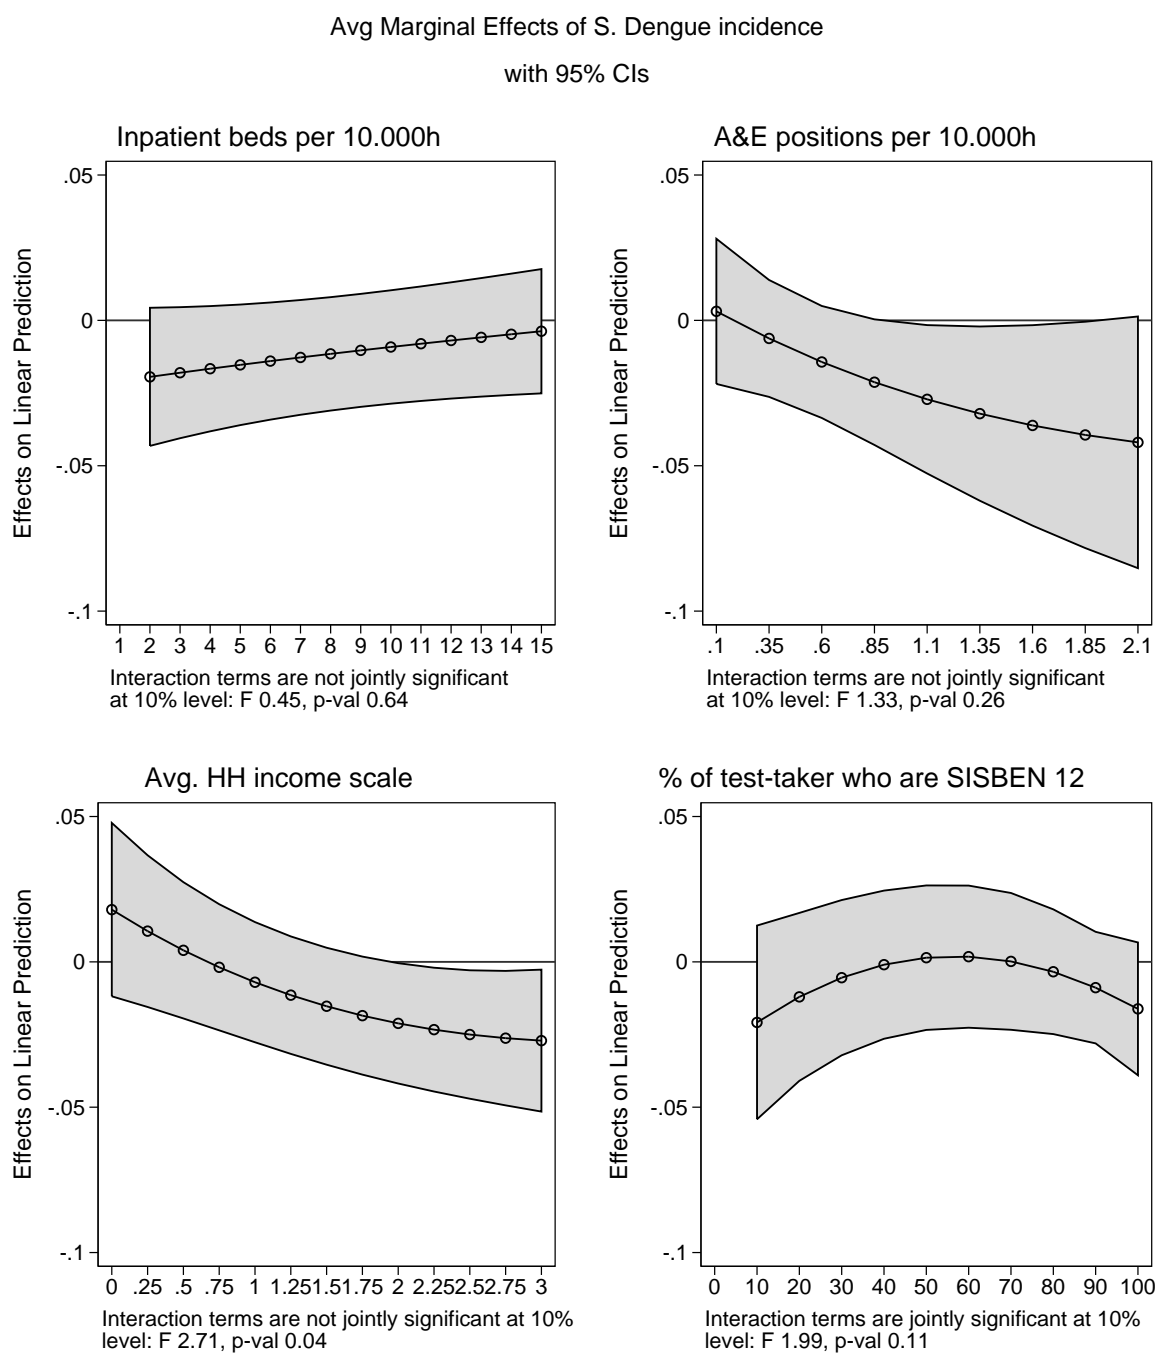 Avg Marginal Effects of S. Dengue incidence
with 95% CIs
Inpatient beds per 10.000h
Effects on Linear Prediction
.05
0
-.05
-.1
1 2 3 4 5 6 7 8 9 10 11 12 13 14 15
Interaction terms are not jointly significant
at 10% level: F 0.45, p-val 0.64
A&E positions per 10.000h
Effects on Linear Prediction
.05
0
-.05
-.1
.1 .35 .6 .85 1.1 1.35 1.6 1.85 2.1
Interaction terms are not jointly significant
at 10% level: F 1.33, p-val 0.26
Avg. HH income scale
Effects on Linear Prediction
.05
0
-.05
-.1
0 .25 .5 .75 1 1.25 1.5 1.75 2 2.25 2.5 2.75 3
Interaction terms are not jointly significant at 10%
level: F 2.71, p-val 0.04
% of test-taker who are SISBEN 12
Effects on Linear Prediction
.05
0
-.05
-.1
0 10 20 30 40 50 60 70 80 90 100
Interaction terms are jointly significant at 10%
level: F 1.99, p-val 0.11